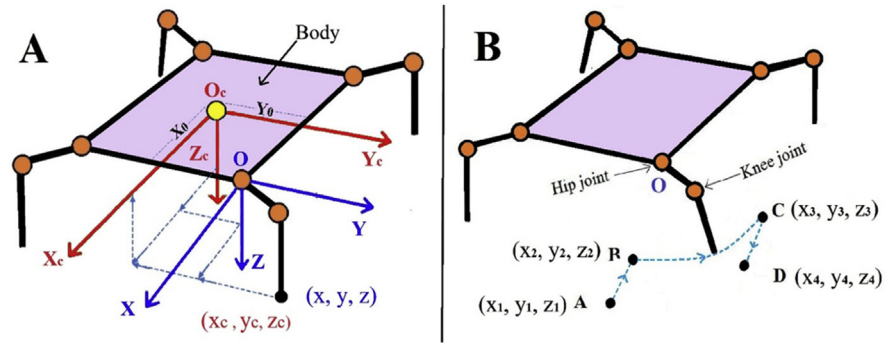 A
Body
Oc
X₀
Y₀
Zc
Yc
O
Xc
Y
Z
X
(x, y, z)
(xc , yc, zc)
B
Hip joint
O
Knee joint
C (x3, y3, z3)
(x2, y2, z2) B
D (x4, y4, z4)
(x1, y1, z1) A